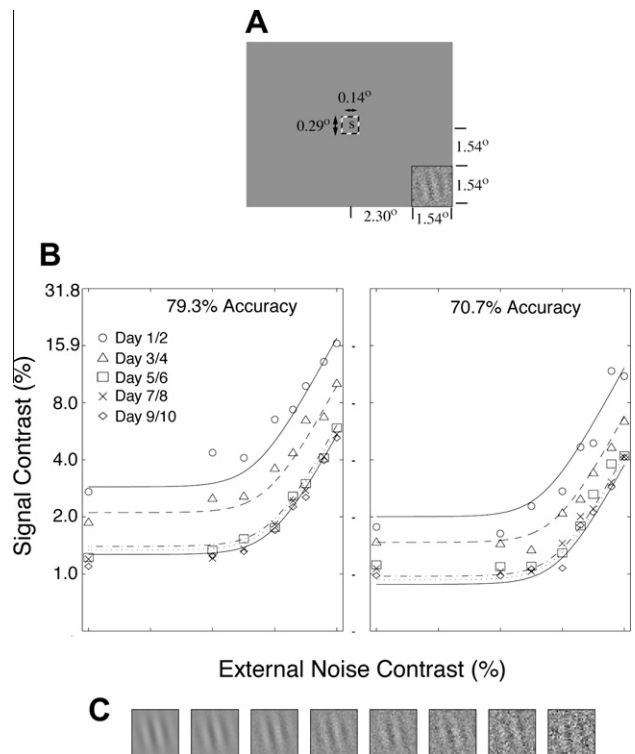 A
0.14°
0.29°
S
1.54°
1.54°
2.30°
1.54°
B
31.8
79.3% Accuracy
70.7% Accuracy
15.9
Day 1/2
Day 3/4
Day 5/6
Day 7/8
Day 9/10
8.0
4.0
2.0
1.0
Signal Contrast (%)
External Noise Contrast (%)
C